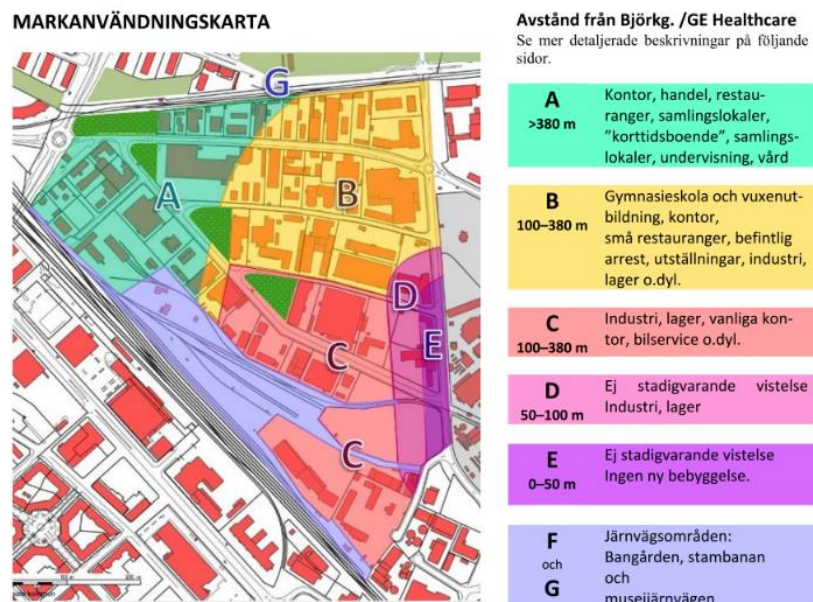 MARKANVÄNDNINGSKARTA
G
A
B
D
E
C
C
Avstånd från Björkg. /GE Healthcare
Se mer detaljerade beskrivningar på följande
sidor.
A
>380 m
Kontor, handel, restau-
ranger, samlingslokaler,
”korttidsboende”, samlings-
lokaler, undervisning, vård
B
100–380 m
Gymnasieskola och vuxenut-
bildning, kontor,
små restauranger, befintlig
arrest, utställningar, industri,
lager o.dyl.
C
100–380 m
Industri, lager, vanliga kon-
tor, bilservice o.dyl.
D
50–100 m
Ej stadigvarande vistelse
Industri, lager
E
0–50 m
Ej stadigvarande vistelse
Ingen ny bebyggelse.
F
och
G
Järnvägsområden:
Bangården, stambanan
och
museijärnvägen